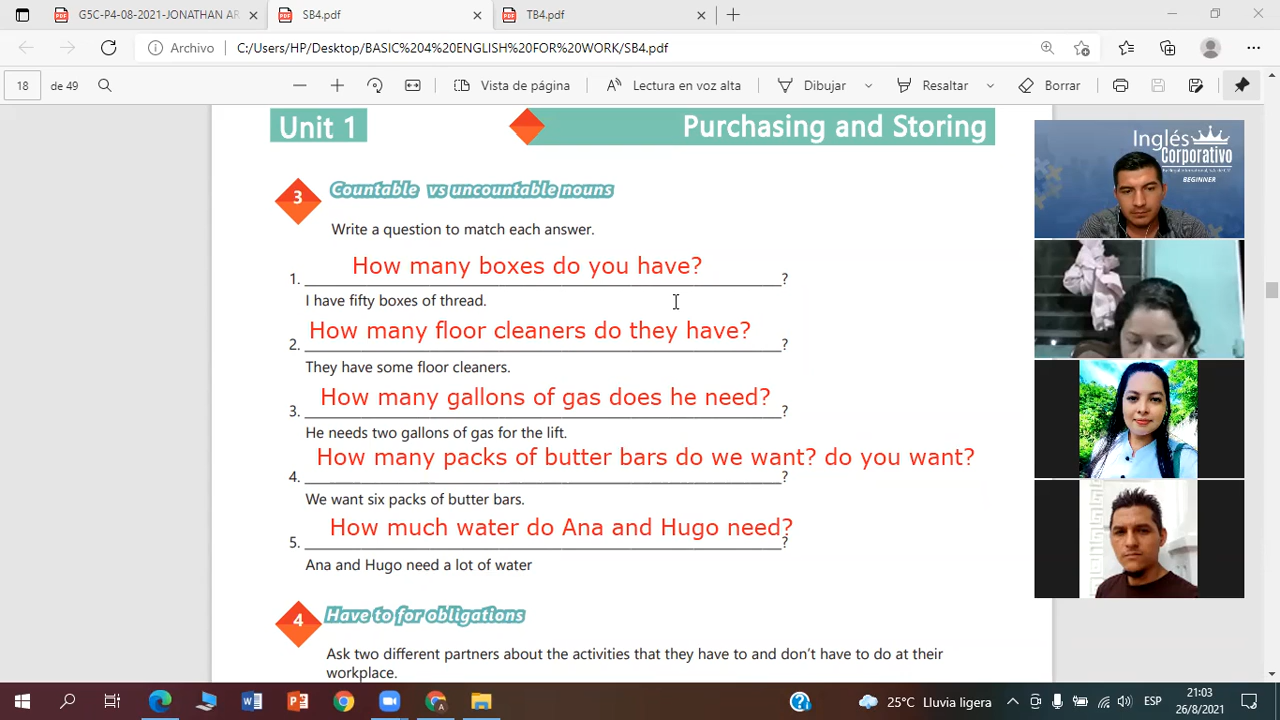 G5C-P4-08-2021-JONATHAN AR
SB4.pdf
TB4.pdf
Archivo
C:/Users/HP/Desktop/BASIC%204%20ENGLISH%20FOR%20WORK/SB4.pdf
18 de 49
Vista de página
Lectura en voz alta
Dibujar
Resaltar
Borrar
Unit 1
Purchasing and Storing
3 Countable vs uncountable nouns
Write a question to match each answer.
How many boxes do you have?
1. ?
I have fifty boxes of thread.
How many floor cleaners do they have?
2. ?
They have some floor cleaners.
How many gallons of gas does he need?
3. ?
He needs two gallons of gas for the lift.
How many packs of butter bars do we want? do you want?
4. ?
We want six packs of butter bars.
How much water do Ana and Hugo need?
5. ?
Ana and Hugo need a lot of water
4 Have to for obligations
Ask two different partners about the activities that they have to and don't have to do at their
workplace.
Inglés
Corporativo
BEGINNER
25°C Lluvia ligera
ESP
21:03
26/8/2021